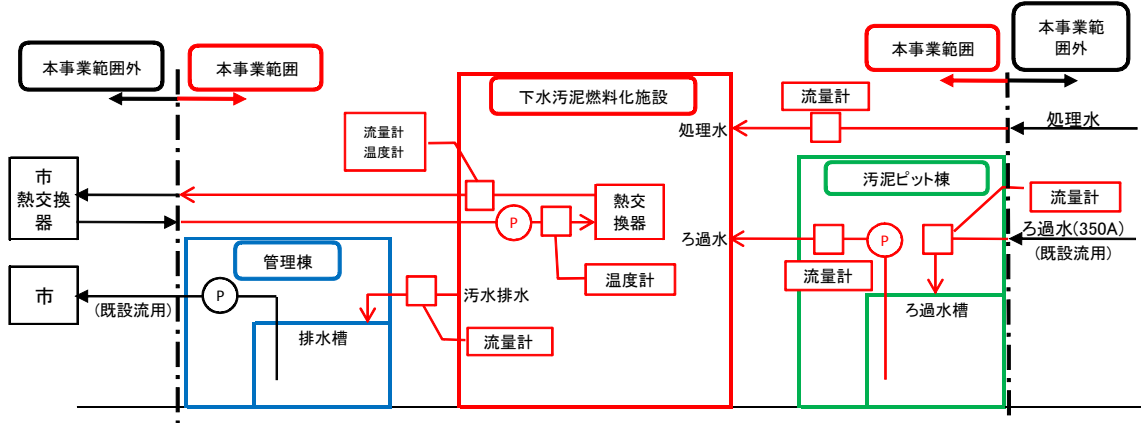 本事業範囲外
本事業範囲
本事業範囲
本事業範
囲外
下水汚泥燃料化施設
流量計
処理水
処理水
流量計
温度計
市
熱交換
器
熱交
換器
汚泥ピット棟
流量計
P
P
ろ過水
ろ過水(350A)
(既設流用)
管理棟
温度計
流量計
市
(既設流用)
P
汚水排水
排水槽
流量計
ろ過水槽